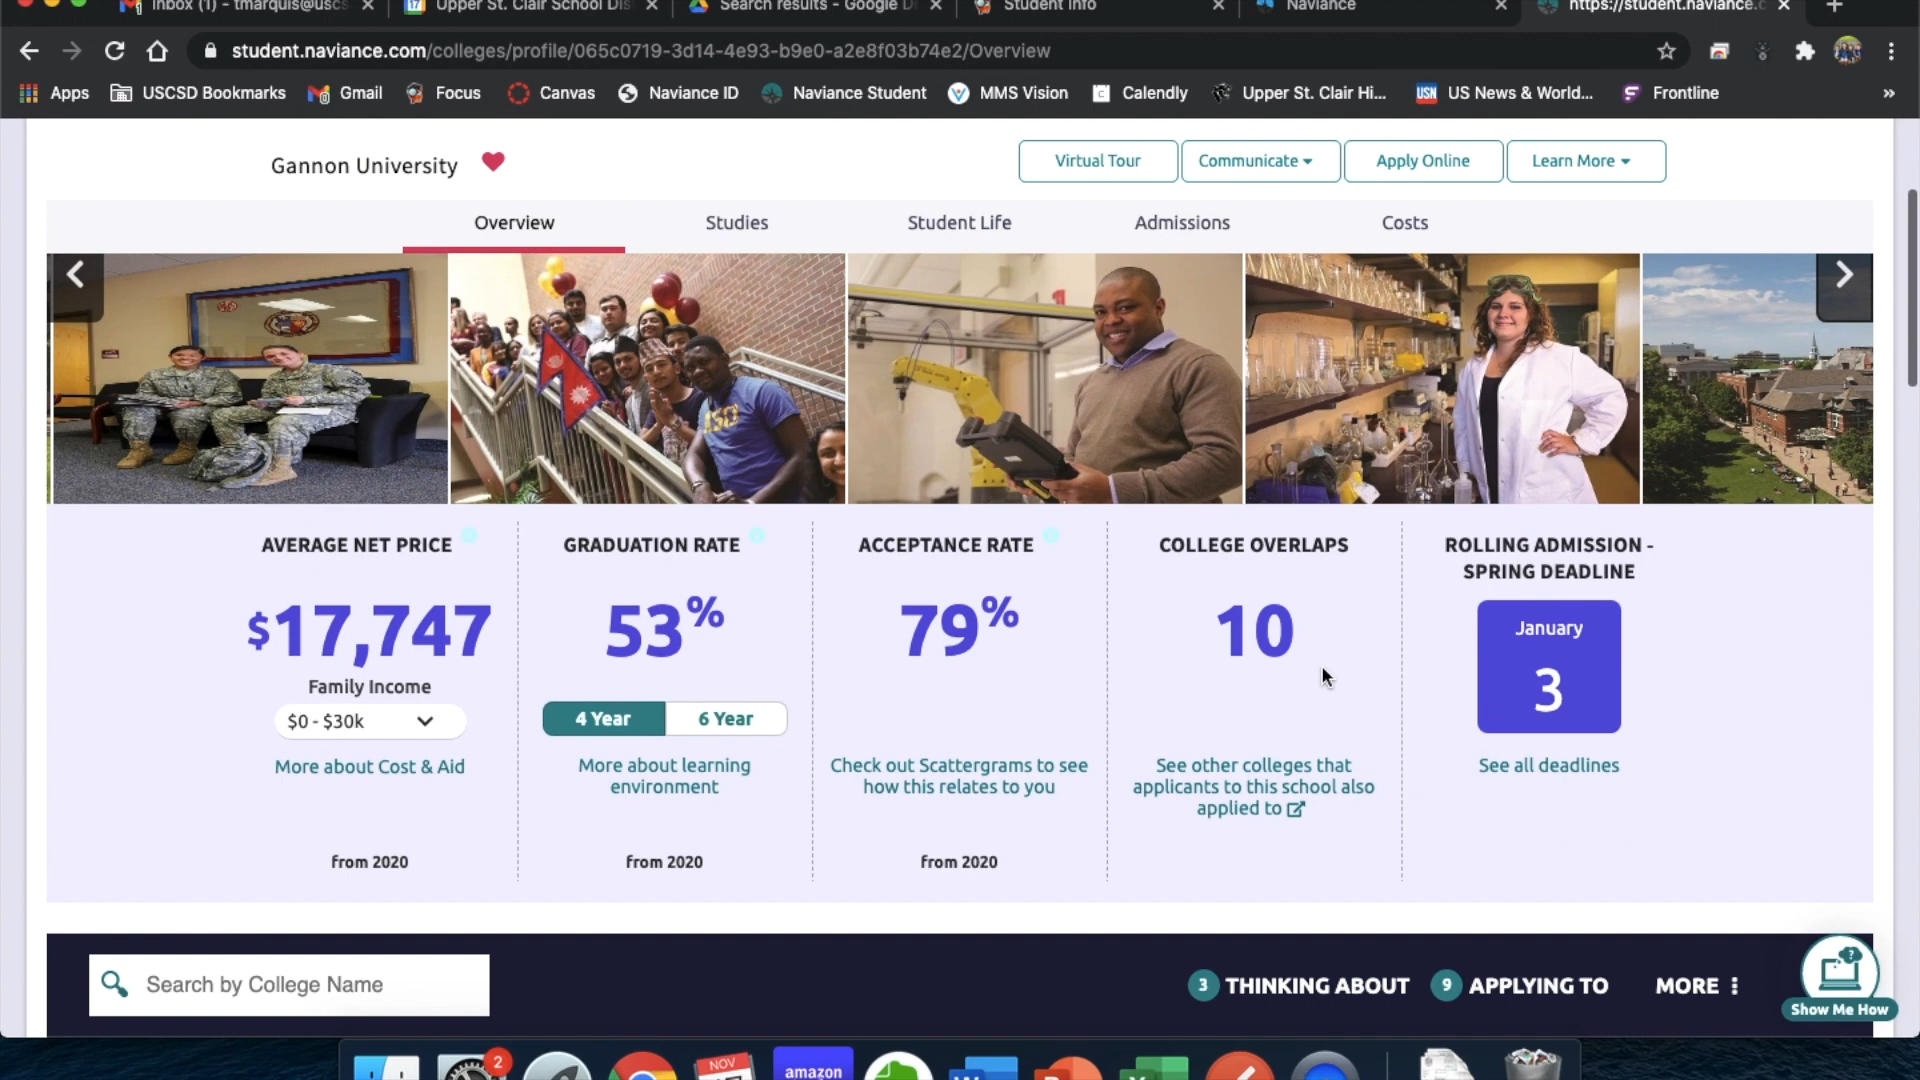 Inbox (1) - tmarquis@uscs
Upper St. Clair School Dis
Search results - Google D
Student Info
Naviance
https://student.naviance.c
student.naviance.com/colleges/profile/065c0719-3d14-4e93-b9e0-a2e8f03b74e2/Overview
Apps
USCSD Bookmarks
Gmail
Focus
Canvas
Naviance ID
Naviance Student
MMS Vision
Calendly
Upper St. Clair Hi...
USN US News & World...
Frontline
»
Gannon University
Virtual Tour
Communicate
Apply Online
Learn More
Overview
Studies
Student Life
Admissions
Costs
AVERAGE NET PRICE
$17,747
Family Income
$0 - $30k
More about Cost & Aid
from 2020
GRADUATION RATE
53%
4 Year
6 Year
More about learning
environment
from 2020
ACCEPTANCE RATE
79%
Check out Scattergrams to see
how this relates to you
from 2020
COLLEGE OVERLAPS
10
See other colleges that
applicants to this school also
applied to
ROLLING ADMISSION -
SPRING DEADLINE
January
3
See all deadlines
Search by College Name
3 THINKING ABOUT
9 APPLYING TO
MORE
Show Me How
2
NOV
amazon